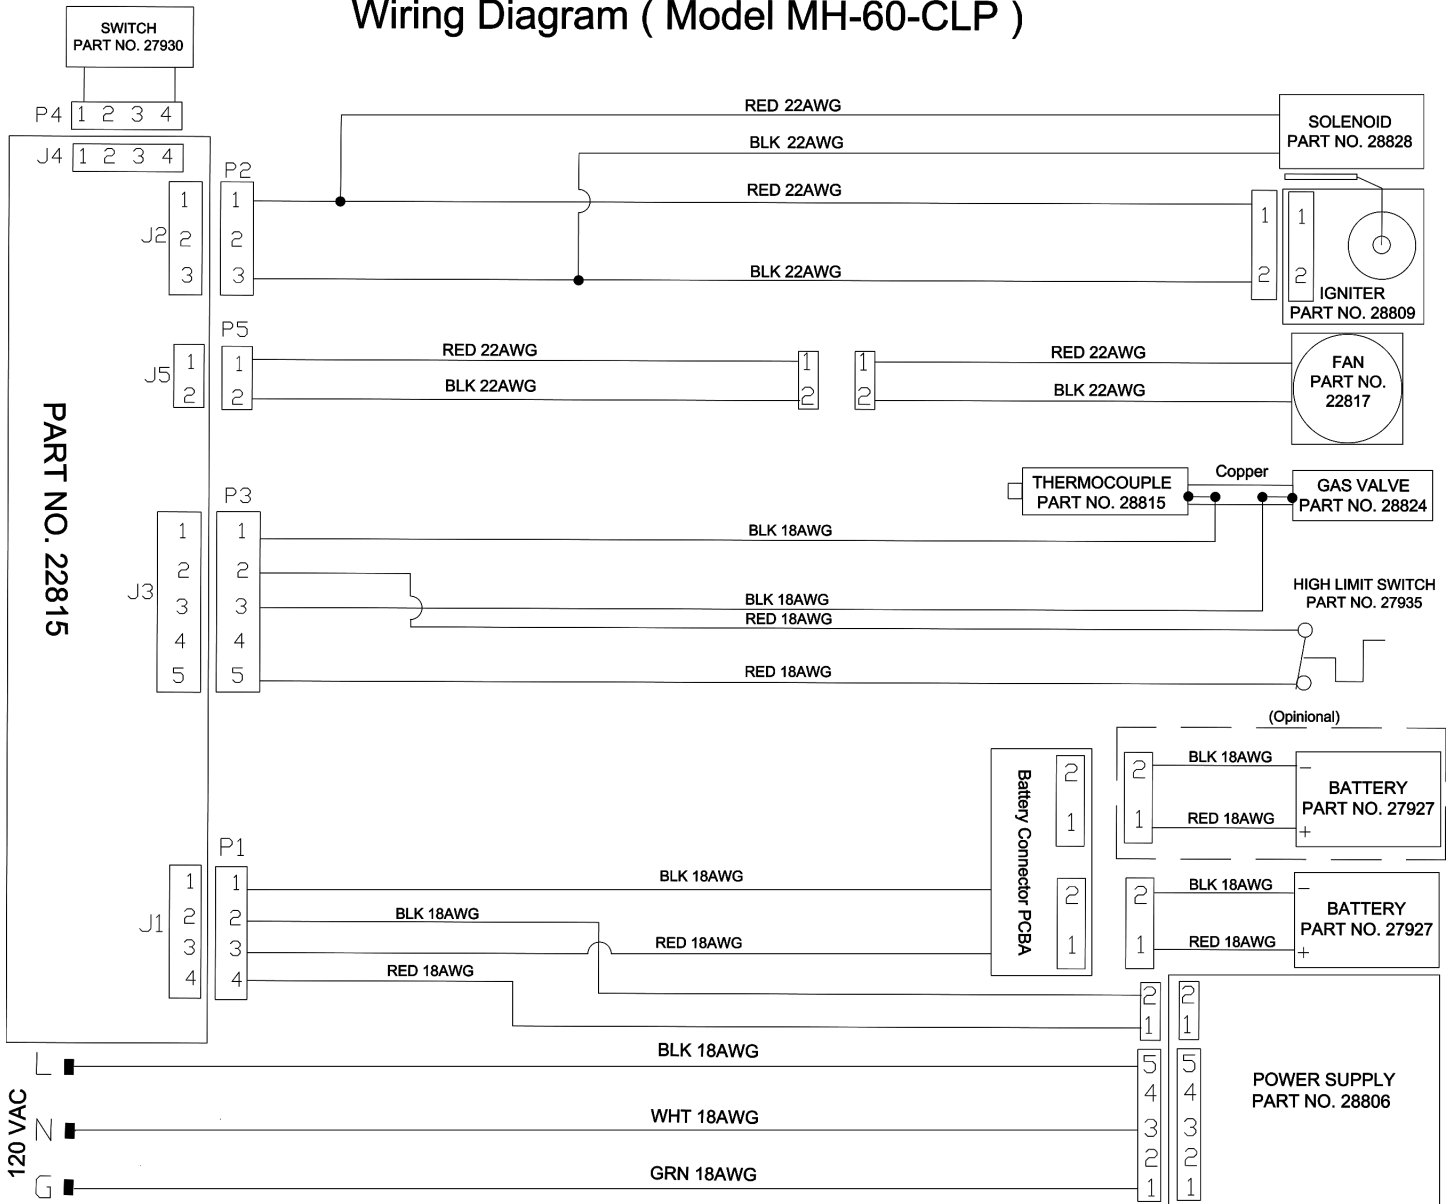 Wiring Diagram ( Model MH-60-CLP )
SWITCH
PART NO. 27930
P4 1 2 3 4
J4 1 2 3 4
PART NO. 22815
J2 1 2 3
P2 1 2 3
RED 22AWG
BLK 22AWG
SOLENOID
PART NO. 28828
RED 22AWG
BLK 22AWG
1 2
1 2
IGNITER
PART NO. 28809
J5 1 2
P5 1 2
RED 22AWG
BLK 22AWG
1 2
1 2
RED 22AWG
BLK 22AWG
FAN
PART NO.
22817
THERMOCOUPLE
PART NO. 28815
Copper
GAS VALVE
PART NO. 28824
J3 1 2 3 4 5
P3 1 2 3 4 5
BLK 18AWG
BLK 18AWG
RED 18AWG
RED 18AWG
HIGH LIMIT SWITCH
PART NO. 27935
(Opinional)
Battery Connector PCBA
2 1
2 1
2 1
BLK 18AWG
RED 18AWG
−
+
BATTERY
PART NO. 27927
2 1
BLK 18AWG
RED 18AWG
−
+
BATTERY
PART NO. 27927
J1 1 2 3 4
P1 1 2 3 4
BLK 18AWG
BLK 18AWG
RED 18AWG
RED 18AWG
2 1
2 1
120 VAC
L
BLK 18AWG
N
WHT 18AWG
G
GRN 18AWG
5 4 3 2 1
5 4 3 2 1
POWER SUPPLY
PART NO. 28806